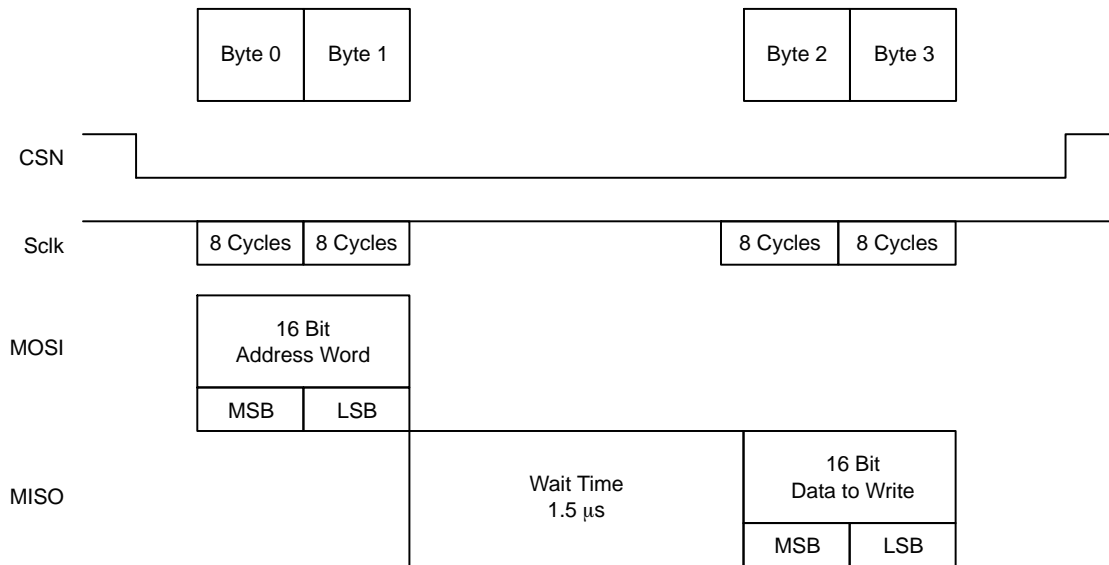 Byte 0 Byte 1 Byte 2 Byte 3
CSN
Sclk 8 Cycles 8 Cycles 8 Cycles 8 Cycles
MOSI
16 Bit
Address Word
MSB LSB
MISO
Wait Time
1.5 μs
16 Bit
Data to Write
MSB LSB